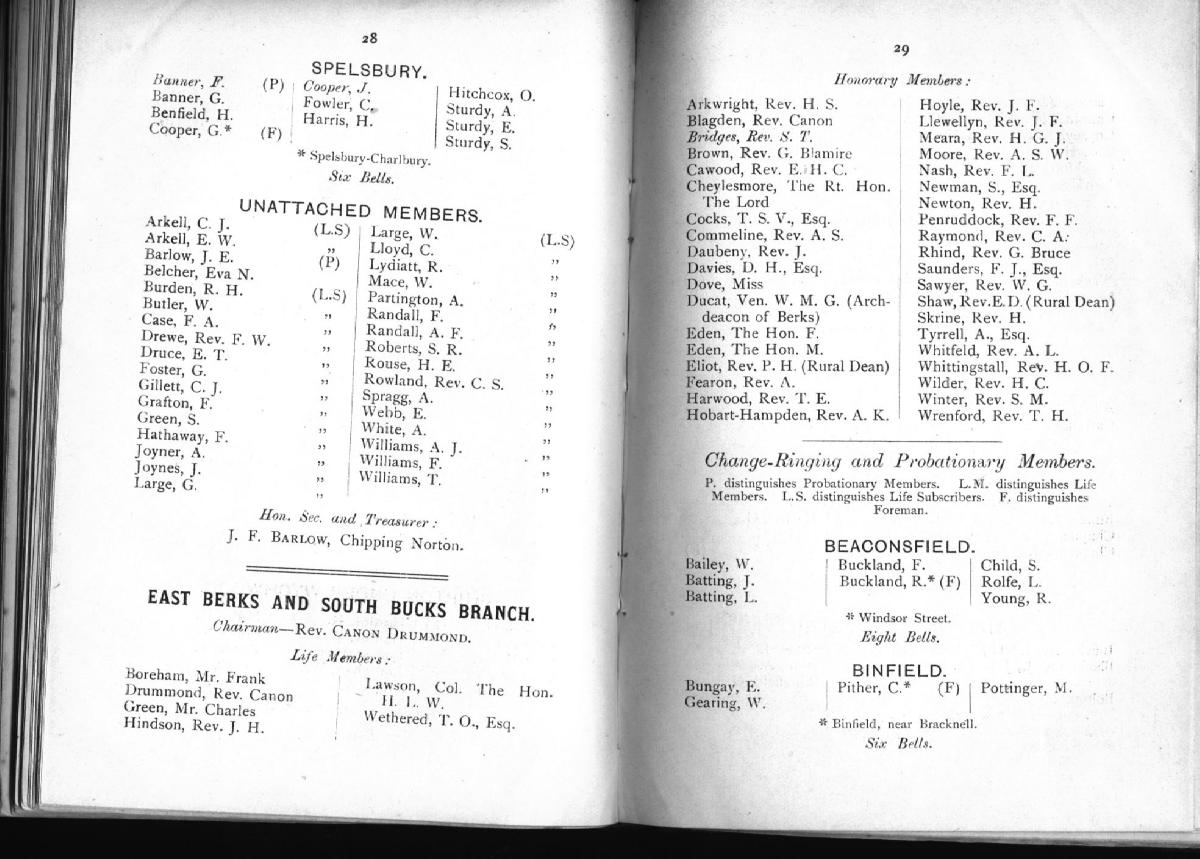 28
SPELSBURY.
Banner, F. (P)
Banner, G.
Benfield, H.
Cooper, G.* (F)
Cooper, J.
Fowler, C.
Harris, H.
Hitchcox, O.
Sturdy, A.
Sturdy, E.
Sturdy, S.
* Spelsbury-Charlbury.
Six Bells.
UNATTACHED MEMBERS.
Arkell, C. J. (L.S)
Arkell, E. W. „
Barlow, J. E. (P)
Belcher, Eva N.
Burden, R. H. (L.S)
Butler, W. „
Case, F. A. „
Drewe, Rev. F. W. „
Druce, E. T. „
Foster, G. „
Gillett, C. J. „
Grafton, F. „
Green, S. „
Hathaway, F. „
Joyner, A. „
Joynes, J. „
Large, G. „
Large, W. (L.S)
Lloyd, C. „
Lydiatt, R. „
Mace, W. „
Partington, A. „
Randall, F. „
Randall, A. F. „
Roberts, S. R. „
Rouse, H. E. „
Rowland, Rev. C. S. „
Spragg, A. „
Webb, E. „
White, A. „
Williams, A. J. „
Williams, F. „
Williams, T. „
Hon. Sec. and Treasurer :
J. F. BARLOW, Chipping Norton.
EAST BERKS AND SOUTH BUCKS BRANCH.
Chairman—REV. CANON DRUMMOND.
Life Members :
Boreham, Mr. Frank
Drummond, Rev. Canon
Green, Mr. Charles
Hindson, Rev. J. H.
Lawson, Col. The Hon.
H. L. W.
Wethered, T. O., Esq.
29
Honorary Members :
Arkwright, Rev. H. S.
Blagden, Rev. Canon
Bridges, Rev. S. T.
Brown, Rev. G. Blamire
Cawood, Rev. E. H. C.
Cheylesmore, The Rt. Hon.
The Lord
Cocks, T. S. V., Esq.
Commeline, Rev. A. S.
Daubeny, Rev. J.
Davies, D. H., Esq.
Dove, Miss
Ducat, Ven. W. M. G. (Arch-
deacon of Berks)
Eden, The Hon. F.
Eden, The Hon. M.
Eliot, Rev. P. H. (Rural Dean)
Fearon, Rev. A.
Harwood, Rev. T. E.
Hobart-Hampden, Rev. A. K.
Hoyle, Rev. J. F.
Llewellyn, Rev. J. F.
Meara, Rev. H. G. J.
Moore, Rev. A. S. W.
Nash, Rev. F. L.
Newman, S., Esq.
Newton, Rev. H.
Penruddock, Rev. F. F.
Raymond, Rev. C. A.
Rhind, Rev. G. Bruce
Saunders, F. J., Esq.
Sawyer, Rev. W. G.
Shaw, Rev. E. D. (Rural Dean)
Skrine, Rev. H.
Tyrrell, A., Esq.
Whitfeld, Rev. A. L.
Whittingstall, Rev. H. O. F.
Wilder, Rev. H. C.
Winter, Rev. S. M.
Wrenford, Rev. T. H.
Change-Ringing and Probationary Members.
P. distinguishes Probationary Members. L.M. distinguishes Life
Members. L.S. distinguishes Life Subscribers. F. distinguishes
Foreman.
BEACONSFIELD.
Bailey, W.
Batting, J.
Batting, L.
Buckland, F.
Buckland, R.* (F)
Child, S.
Rolfe, L.
Young, R.
* Windsor Street.
Eight Bells.
BINFIELD.
Bungay, E.
Gearing, W.
Pither, C.* (F)
Pottinger, M.
* Binfield, near Bracknell.
Six Bells.